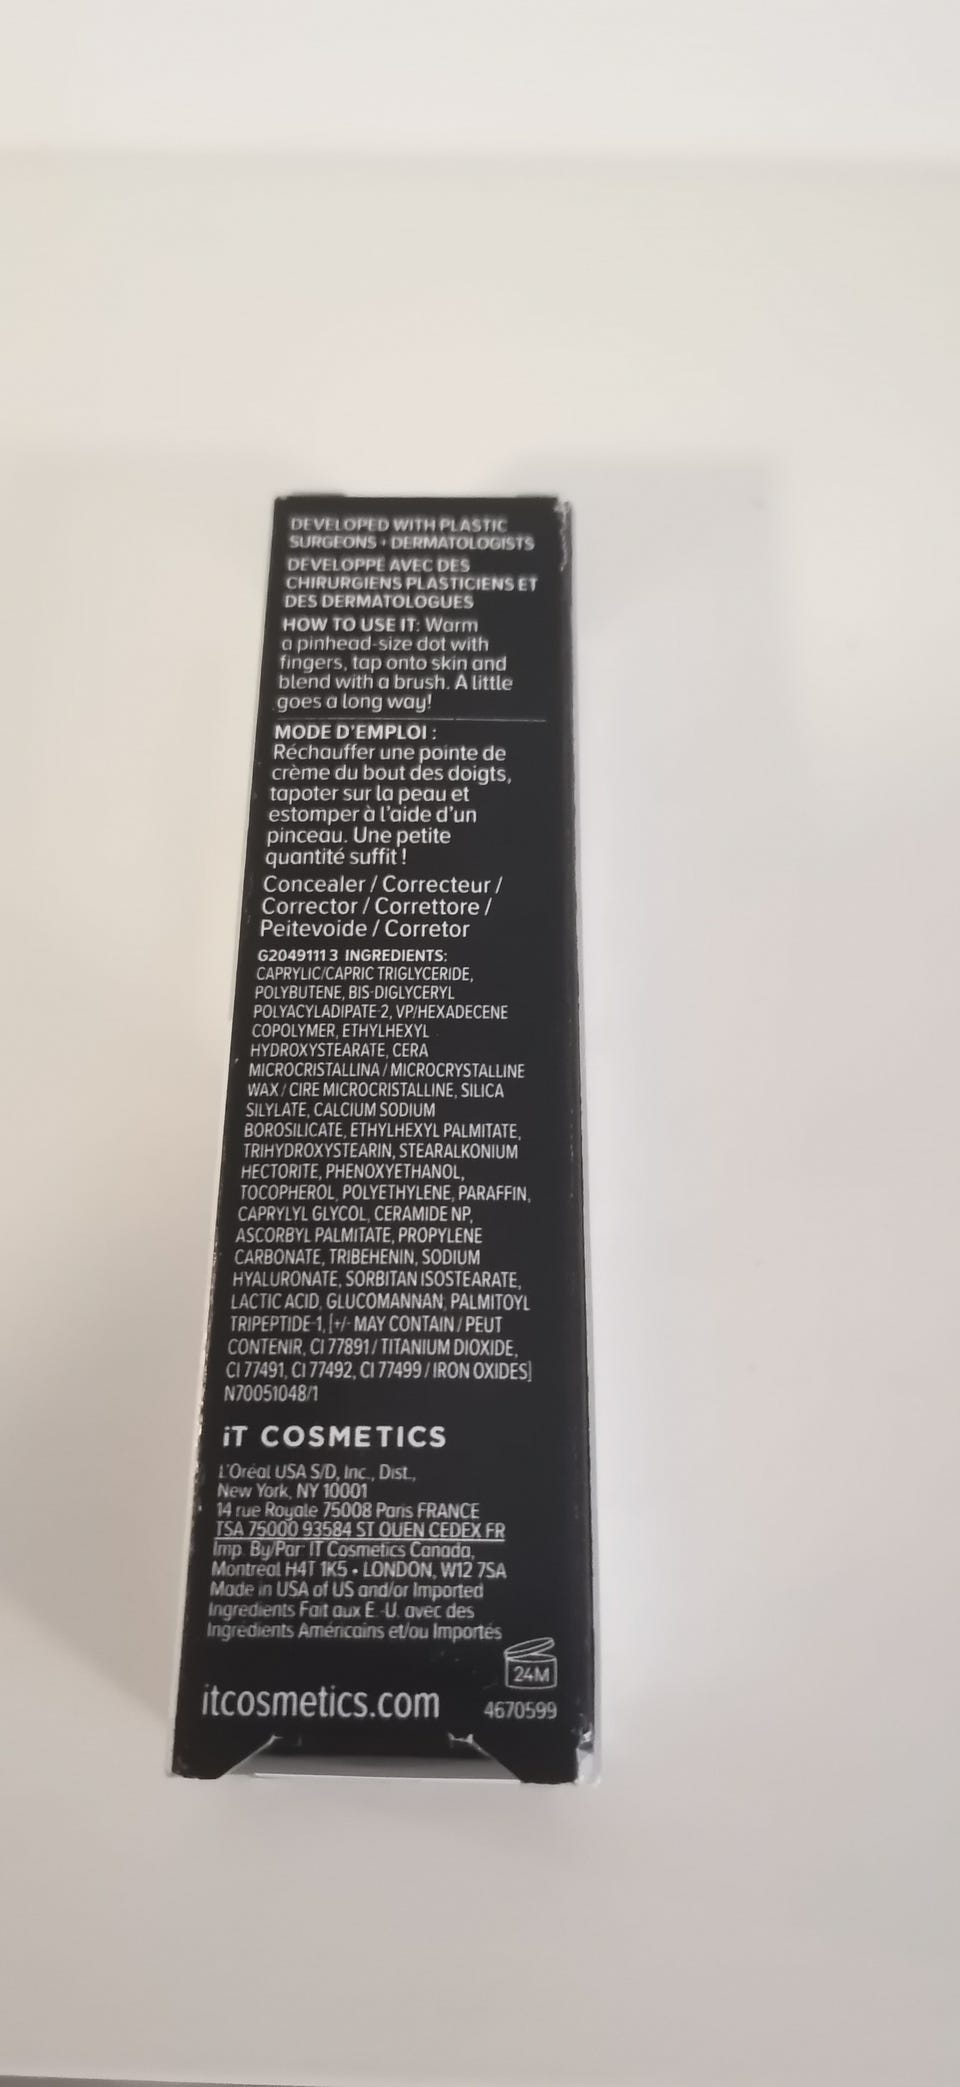 DEVELOPED WITH PLASTIC
SURGEONS • DERMATOLOGISTS
DÉVELOPPÉ AVEC DES
CHIRURGIENS PLASTICIENS ET
DES DERMATOLOGUES
HOW TO USE IT: Warm
a pinhead-size dot with
fingers, tap onto skin and
blend with a brush. A little
goes a long way!
MODE D'EMPLOI :
Réchauffer une pointe de
crème du bout des doigts,
tapoter sur la peau et
estomper à l'aide d'un
pinceau. Une petite
quantité suffit !
Concealer / Correcteur /
Corrector / Correttore /
Peitevoide / Corretor
G2049111 3 INGREDIENTS:
CAPRYLIC/CAPRIC TRIGLYCERIDE,
POLYBUTENE, BIS-DIGLYCERYL
POLYACYLADIPATE-2, VP/HEXADECENE
COPOLYMER, ETHYLHEXYL
HYDROXYSTEARATE, CERA
MICROCRISTALLINA / MICROCRYSTALLINE
WAX / CIRE MICROCRISTALLINE, SILICA
SILYLATE, CALCIUM SODIUM
BOROSILICATE, ETHYLHEXYL PALMITATE,
TRIHYDROXYSTEARIN, STEARALKONIUM
HECTORITE, PHENOXYETHANOL,
TOCOPHEROL, POLYETHYLENE, PARAFFIN,
CAPRYLYL GLYCOL, CERAMIDE NP,
ASCORBYL PALMITATE, PROPYLENE
CARBONATE, TRIBEHENIN, SODIUM
HYALURONATE, SORBITAN ISOSTEARATE,
LACTIC ACID, GLUCOMANNAN, PALMITOYL
TRIPEPTIDE-1, [+/- MAY CONTAIN / PEUT
CONTENIR, CI 77891 / TITANIUM DIOXIDE,
CI 77491, CI 77492, CI 77499 / IRON OXIDES]
N70051048/1
iT COSMETICS
L'Oréal USA S/D, Inc., Dist.,
New York, NY 10001
14 rue Royale 75008 Paris FRANCE
TSA 75000 93584 ST OUEN CEDEX FR
Imp. By/Par: IT Cosmetics Canada,
Montreal H4T 1K5 • LONDON, W12 7SA
Made in USA of US and/or Imported
Ingredients Fait aux É.-U. avec des
Ingrédients Américains et/ou Importés
24M
itcosmetics.com
4670599